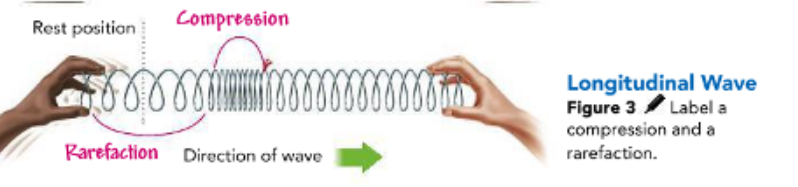 Compression
Rest position
Rarefaction
Direction of wave
Longitudinal Wave
Figure 3 Label a
compression and a
rarefaction.